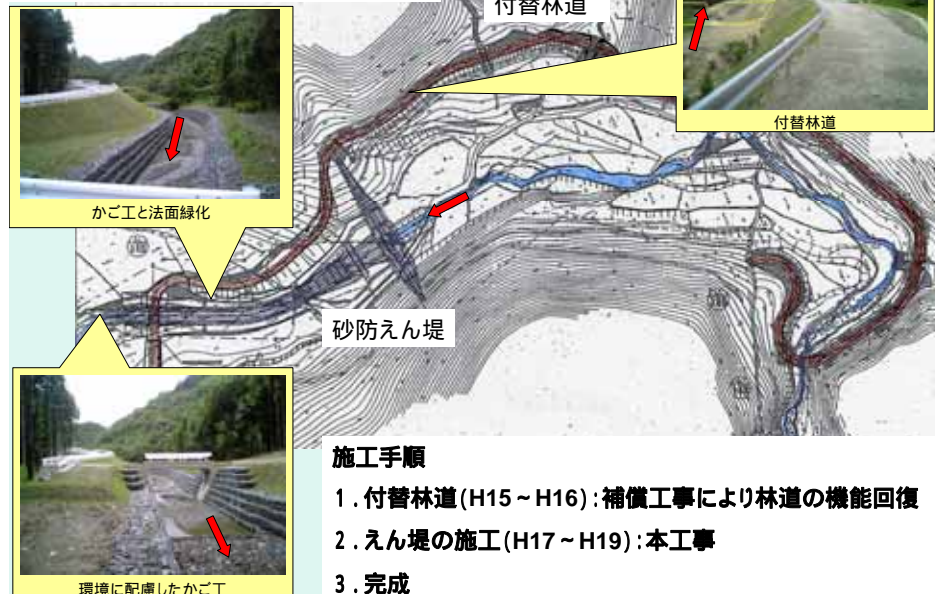 付替林道
付替林道
かご工と法面緑化
砂防えん堤
環境に配慮したかご工
施工手順
1.付替林道(H15~H16):補償工事により林道の機能回復
2.えん堤の施工(H17~H19):本工事
3.完成